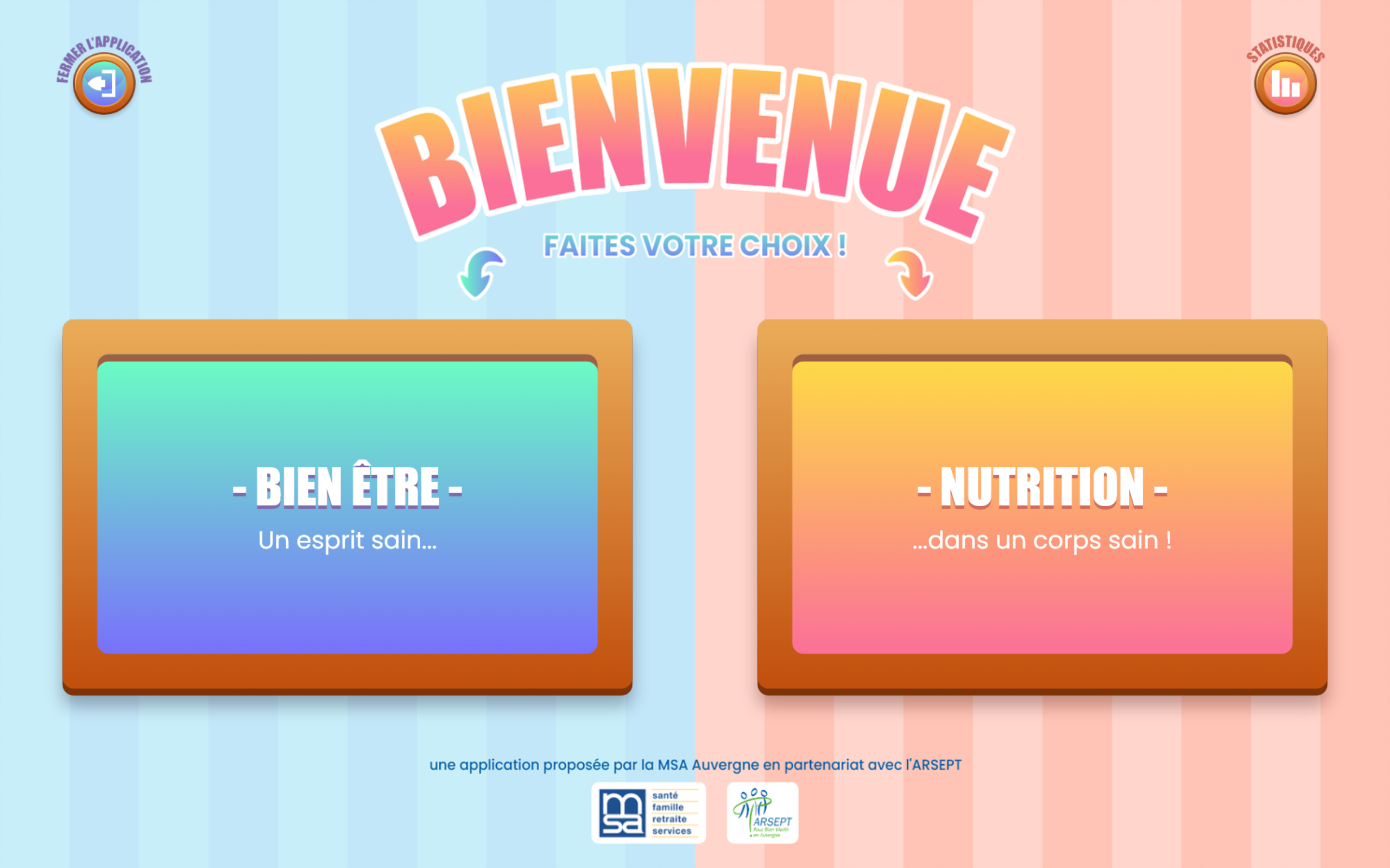 FERMER L'APPLICATION
STATISTIQUES
BIENVENUE
FAITES VOTRE CHOIX !
- BIEN ÊTRE -
Un esprit sain...
- NUTRITION -
...dans un corps sain !
une application proposée par la MSA Auvergne en partenariat avec l'ARSEPT
msa
santé
famille
retraite
services
ARSEPT
Pour Bien Vieillir
en Auvergne